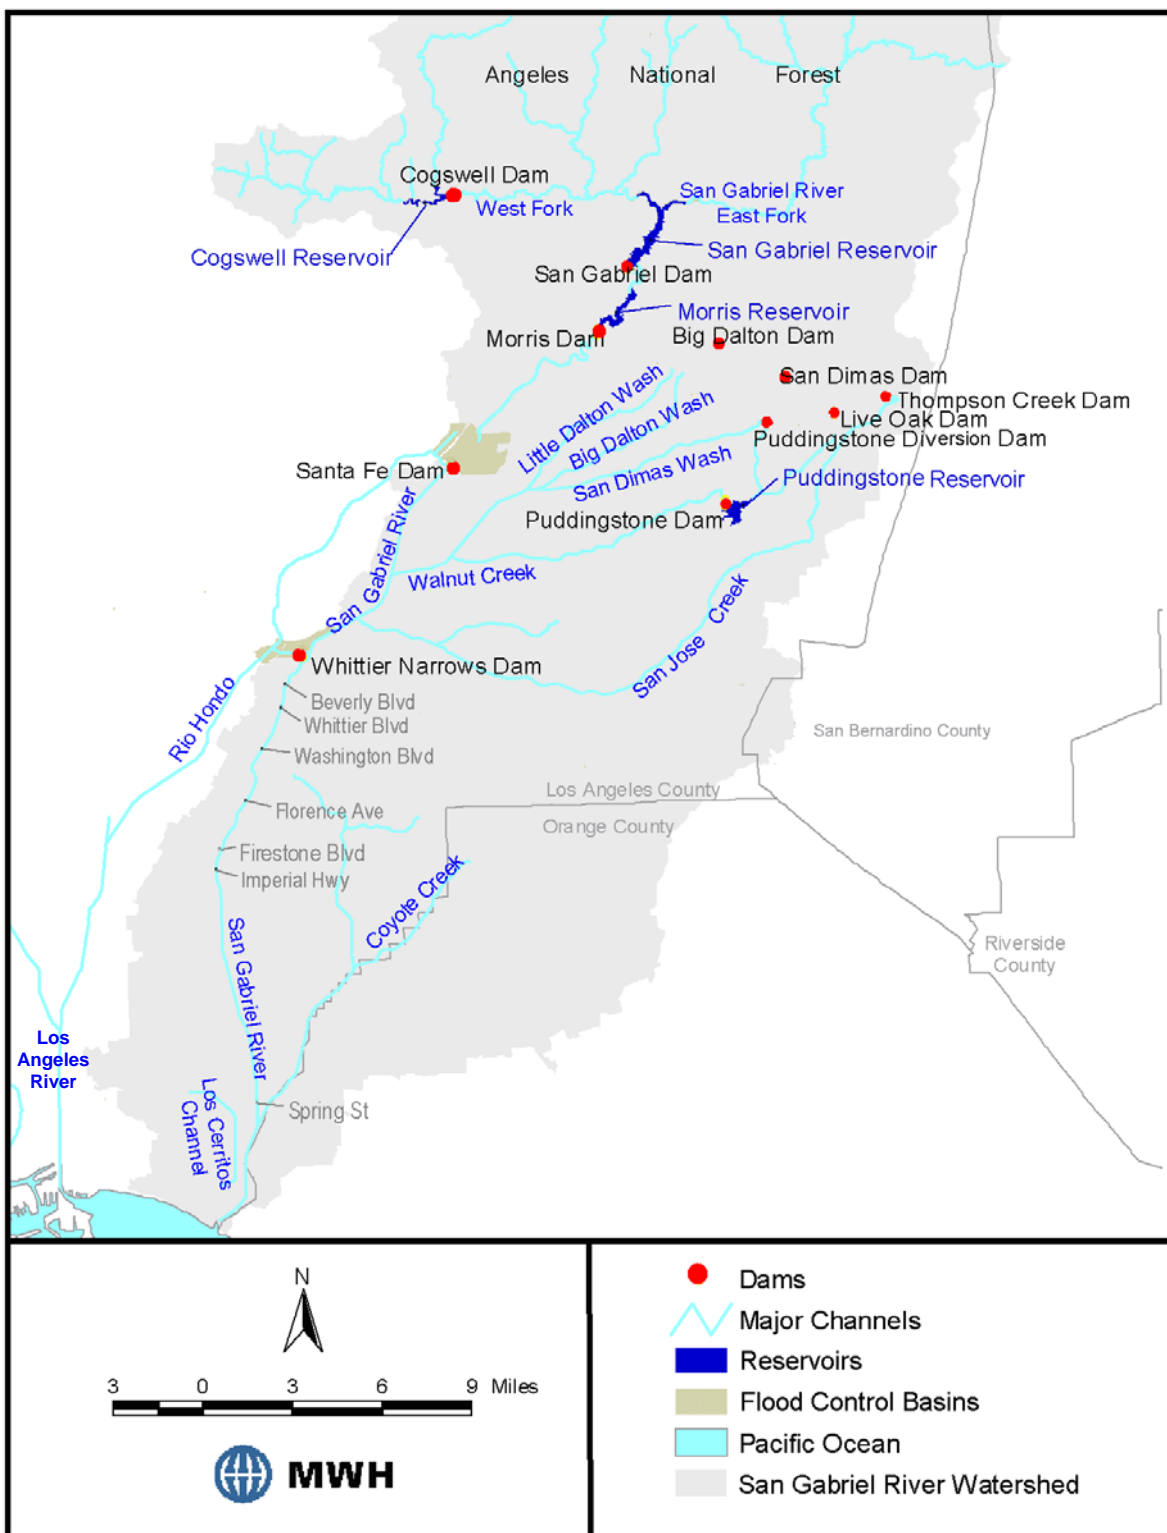 Angeles National Forest
Cogswell Dam
West Fork
San Gabriel River
East Fork
Cogswell Reservoir
San Gabriel Reservoir
San Gabriel Dam
Morris Reservoir
Morris Dam
Big Dalton Dam
San Dimas Dam
Thompson Creek Dam
Live Oak Dam
Puddingstone Diversion Dam
Little Dalton Wash
Big Dalton Wash
San Dimas Wash
Santa Fe Dam
Puddingstone Reservoir
Puddingstone Dam
San Gabriel River
Walnut Creek
San Jose Creek
Whittier Narrows Dam
Rio Hondo
Beverly Blvd
Whittier Blvd
Washington Blvd
San Bernardino County
Los Angeles County
Orange County
Florence Ave
Firestone Blvd
Imperial Hwy
Coyote Creek
Riverside
County
San Gabriel River
Los
Angeles
River
Los Cerritos
Channel
Spring St
N
3 0 3 6 9 Miles
MWH
Dams
Major Channels
Reservoirs
Flood Control Basins
Pacific Ocean
San Gabriel River Watershed